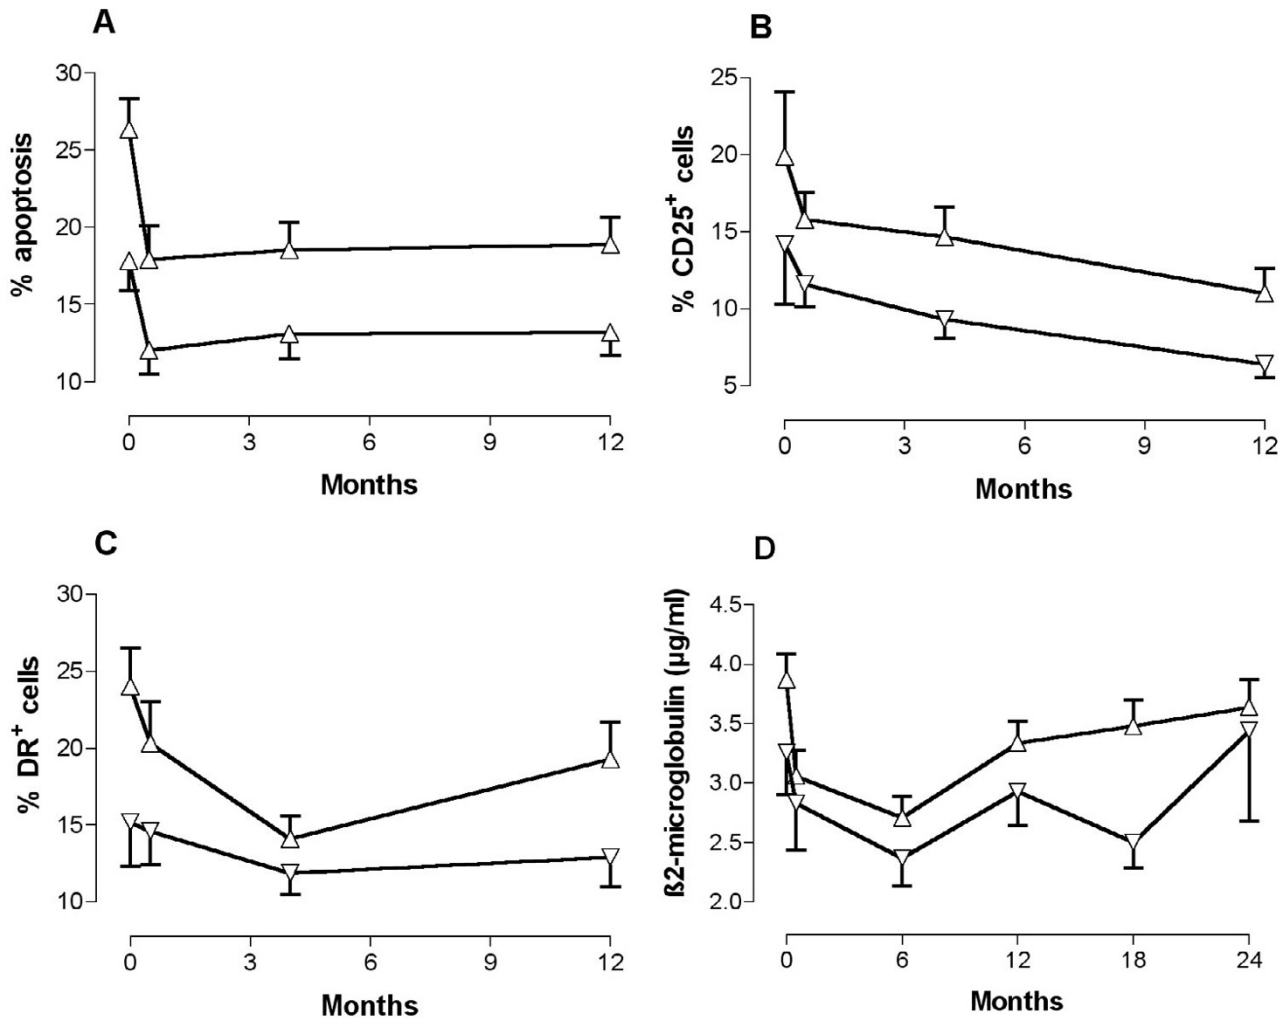 A
30
25
20
15
10
% apoptosis
0 3 6 9 12
Months
B
25
20
15
10
5
% CD25+ cells
0 3 6 9 12
Months
C
30
25
20
15
10
% DR+ cells
0 3 6 9 12
Months
D
4.5
4.0
3.5
3.0
2.5
2.0
ß2-microglobulin (µg/ml)
0 6 12 18 24
Months